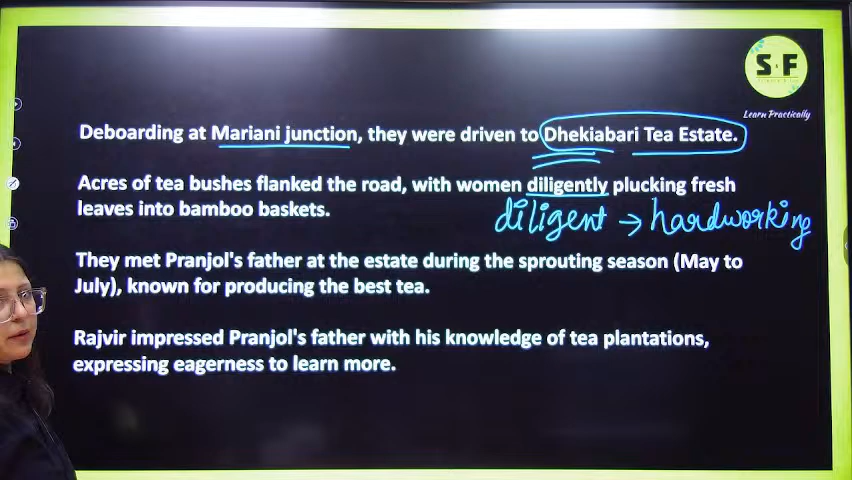 S F
Learn Practically
Deboarding at Mariani junction, they were driven to Dhekiabari Tea Estate.
Acres of tea bushes flanked the road, with women diligently plucking fresh
leaves into bamboo baskets.
diligent → hardworking
They met Pranjol's father at the estate during the sprouting season (May to
July), known for producing the best tea.
Rajvir impressed Pranjol's father with his knowledge of tea plantations,
expressing eagerness to learn more.